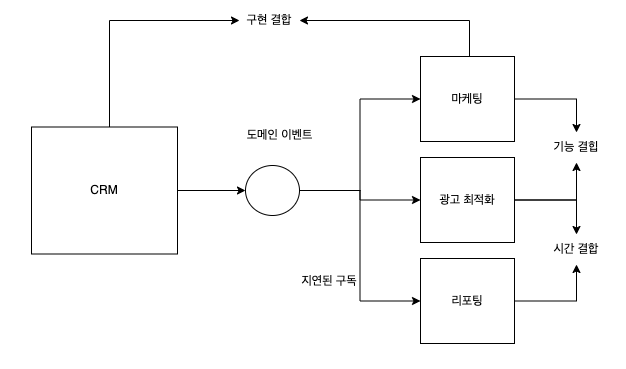 구현 결합
마케팅
도메인 이벤트
기능 결힙
CRM
광고 최적화
시간 결합
지연된 구독
리포팅